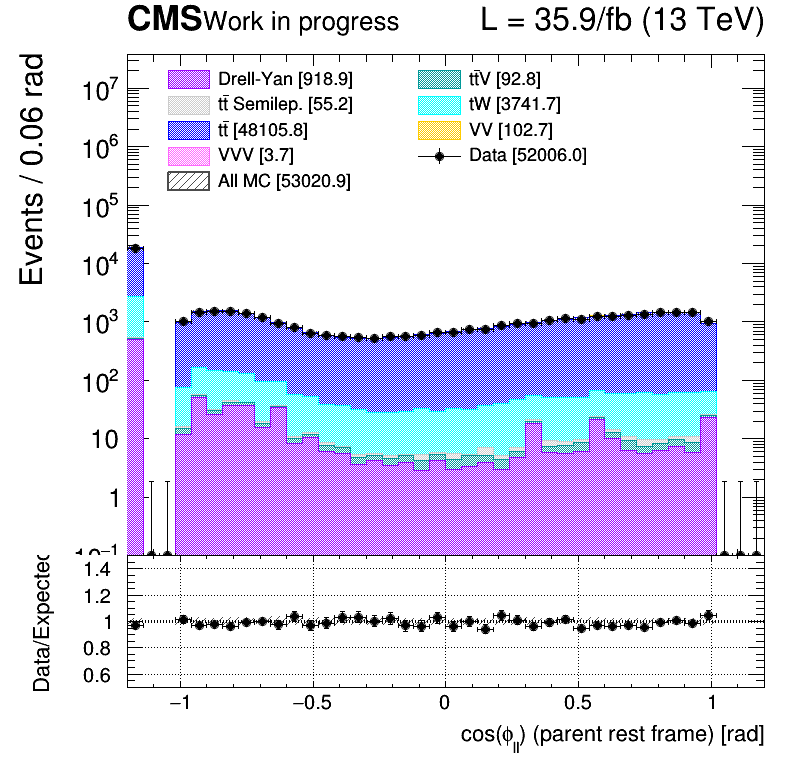 CMS Work in progress L = 35.9/fb (13 TeV)
Events / 0.06 rad
Drell-Yan [918.9]
tt̄ Semilep. [55.2]
tt̄ [48105.8]
VVV [3.7]
All MC [53020.9]
tt̄V [92.8]
tW [3741.7]
VV [102.7]
Data [52006.0]
10⁷
10⁶
10⁵
10⁴
10³
10²
10
1
10⁻¹
Data/Expected
1.4
1.2
1
0.8
0.6
−1 −0.5 0 0.5 1
cos(ϕ_ll) (parent rest frame) [rad]